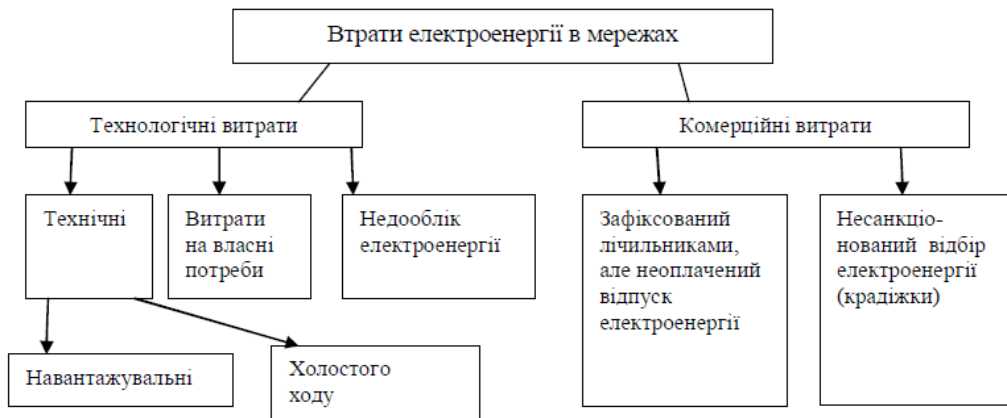 Втрати електроенергії в мережах
Технологічні витрати
Комерційні витрати
Технічні
Витрати
на власні
потреби
Недооблік
електроенергії
Зафіксований
лічильниками,
але неоплачений
відпуск
електроенергії
Несанкціо-
нований відбір
електроенергії
(крадіжки)
Навантажувальні
Холостого
ходу